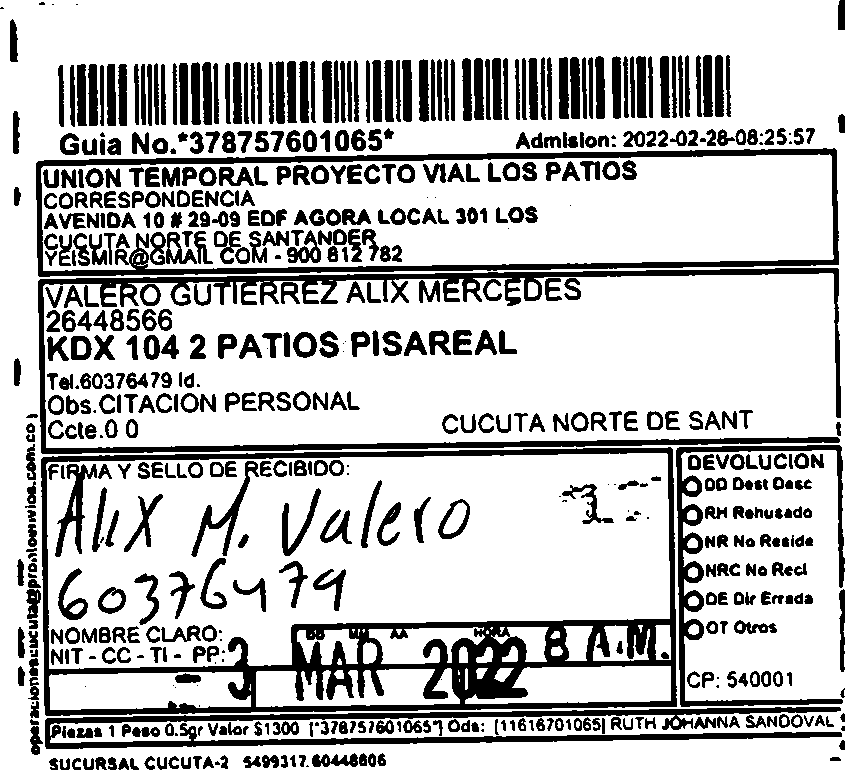 Guia No.*378757601065*
Admision: 2022-02-28-08:25:57
UNION TEMPORAL PROYECTO VIAL LOS PATIOS
CORRESPONDENCIA
AVENIDA 10 # 29-09 EDF AGORA LOCAL 301 LOS
CUCUTA NORTE DE SANTANDER
YEISMIR@GMAIL COM - 900 812 782
VALERO GUTIERREZ ALIX MERCEDES
26448566
KDX 104 2 PATIOS PISAREAL
Tel.60376479 Id.
Obs.CITACION PERSONAL
Ccte.0 0
CUCUTA NORTE DE SANT
operacionescucuta@prontoenvios.com.co
FIRMA Y SELLO DE RECIBIDO:
Alix M. Valero
60376479
NOMBRE CLARO:
NIT - CC - TI - PP:
DD MM AA HORA
3 MAR 2022 8 A.M.
DEVOLUCION
DD Dest Desc
RH Rehusado
NR No Reside
NRC No Recl
DE Dir Errada
OT Otros
CP: 540001
Piezas 1 Peso 0.5gr Valor $1300 [*378757601065*] Ods: [11616701065] RUTH JOHANNA SANDOVAL
SUCURSAL CUCUTA-2 5499317.60448606